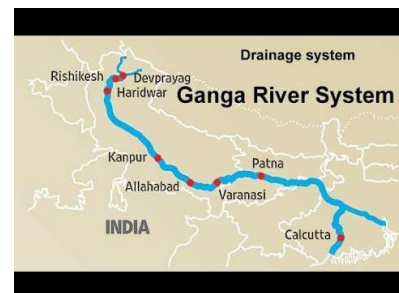 Drainage system
Ganga River System
Rishikesh
Devprayag
Haridwar
Kanpur
Allahabad
Varanasi
Patna
Calcutta
INDIA